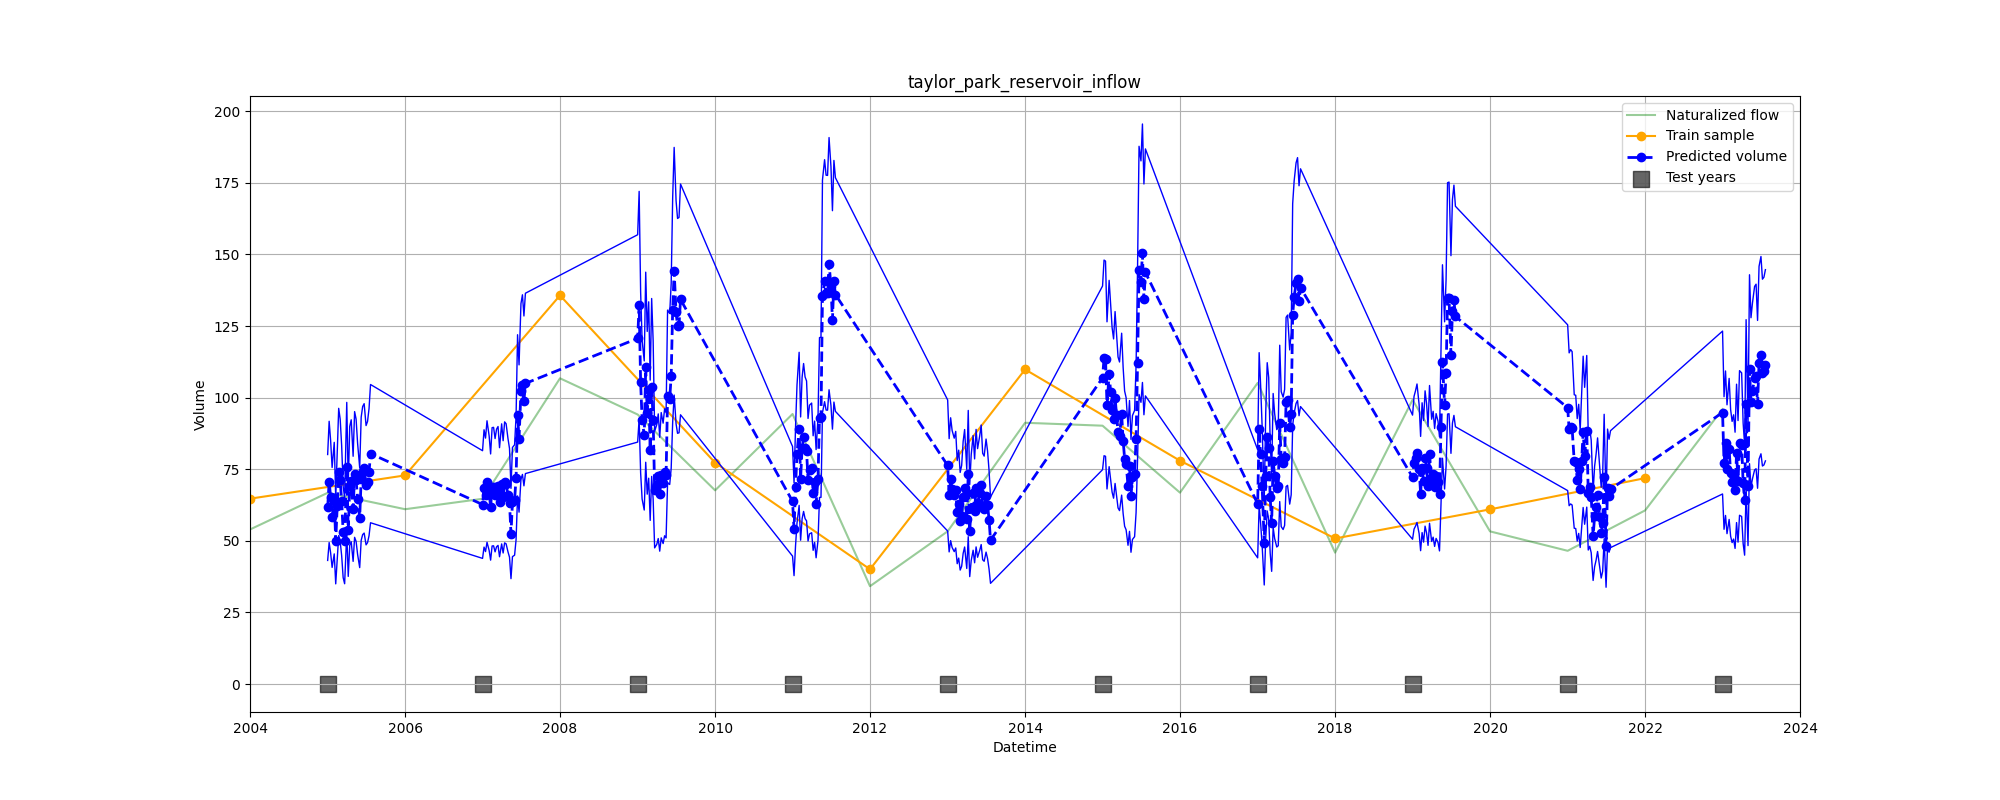 taylor_park_reservoir_inflow
Naturalized flow
Train sample
Predicted volume
Test years
Volume
200
175
150
125
100
75
50
25
0
2004 2006 2008 2010 2012 2014 2016 2018 2020 2022 2024
Datetime